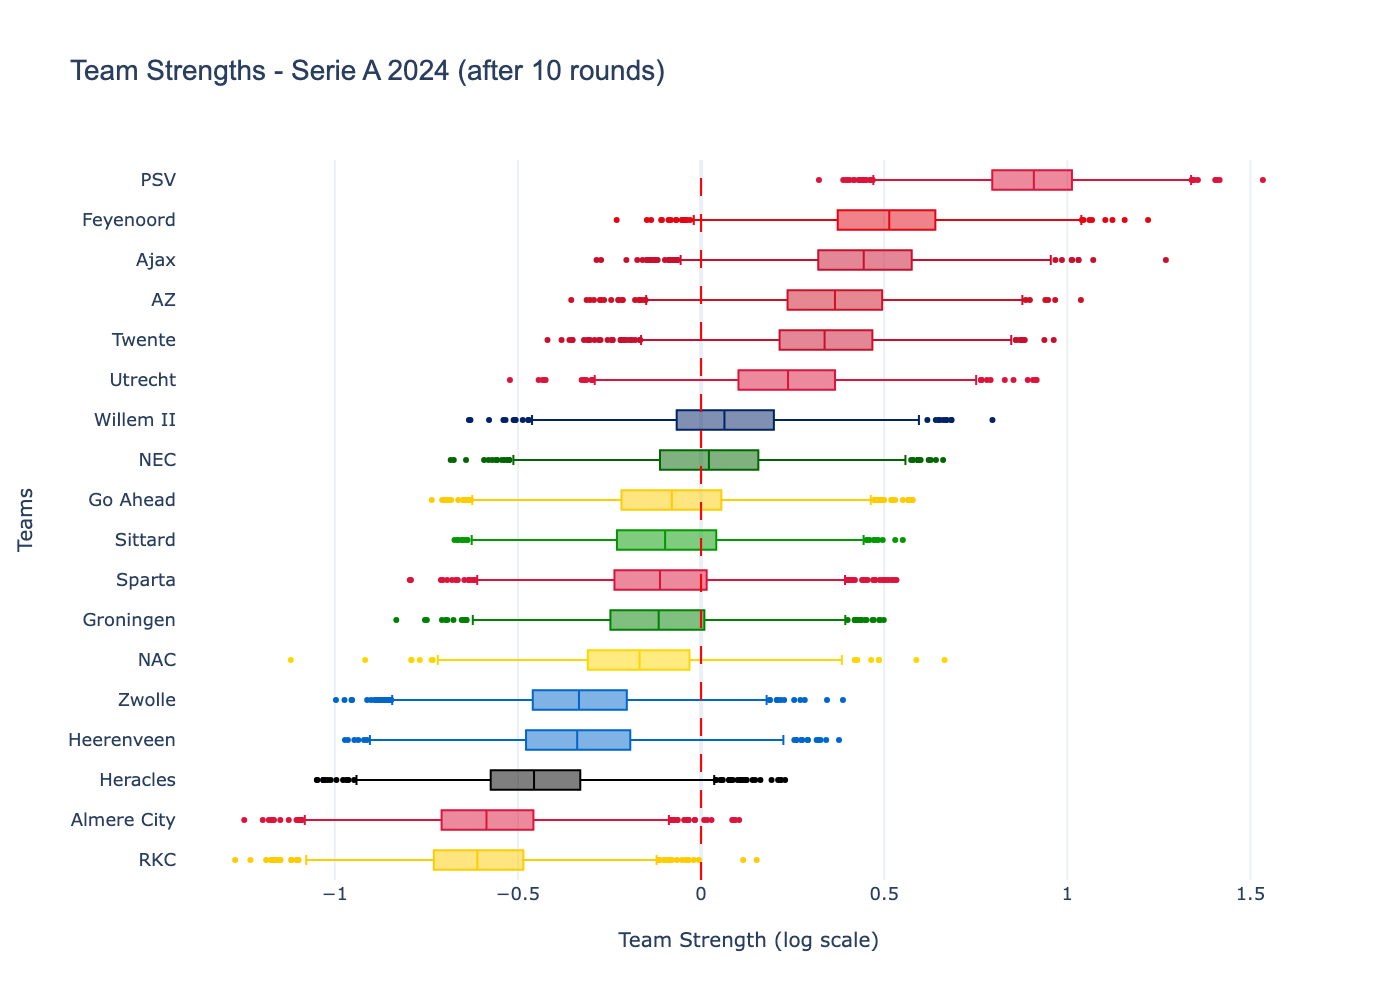 Team Strengths - Serie A 2024 (after 10 rounds)
PSV
Feyenoord
Ajax
AZ
Twente
Utrecht
Willem II
NEC
Go Ahead
Sittard
Sparta
Groningen
NAC
Zwolle
Heerenveen
Heracles
Almere City
RKC
Teams
−1 −0.5 0 0.5 1 1.5
Team Strength (log scale)